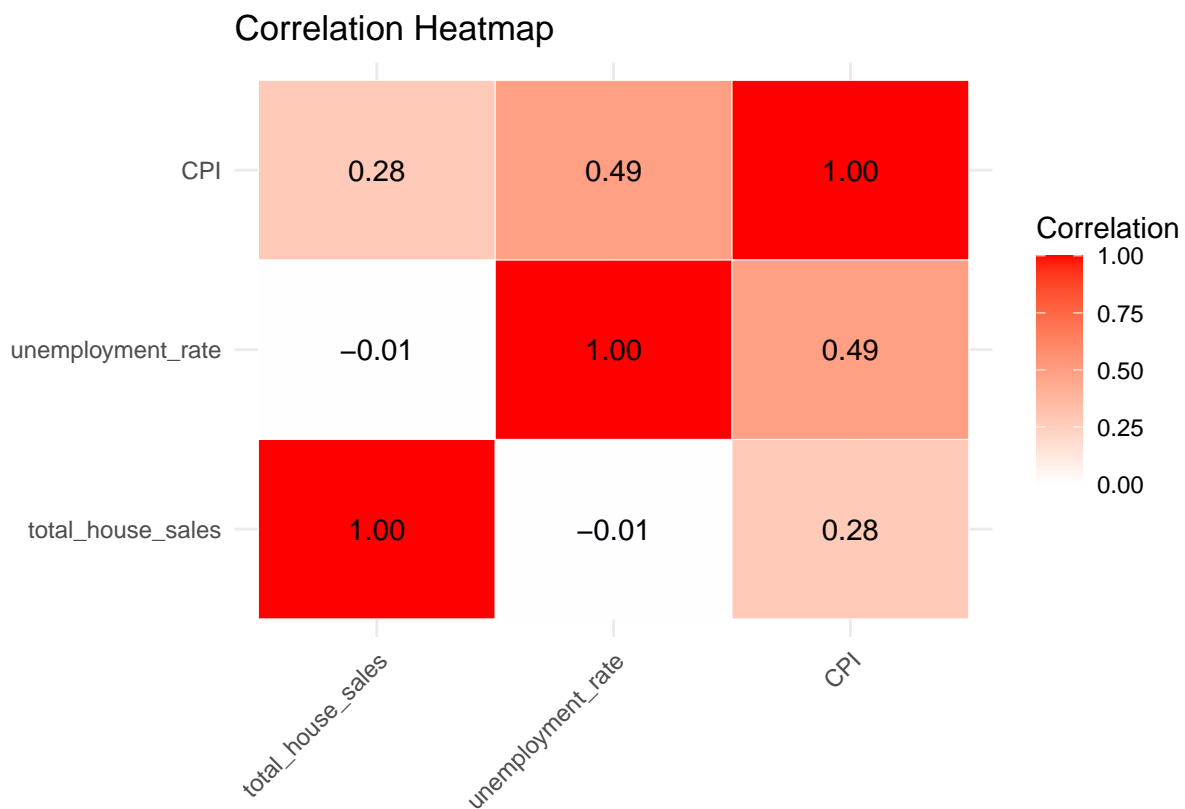 Correlation Heatmap
CPI
0.28
0.49
1.00
unemployment_rate
−0.01
1.00
0.49
total_house_sales
1.00
−0.01
0.28
total_house_sales
unemployment_rate
CPI
Correlation
1.00
0.75
0.50
0.25
0.00